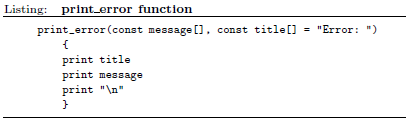 Listing: print_error function
print_error(const message[], const title[] = "Error: ")
{
print title
print message
print "\n"
}